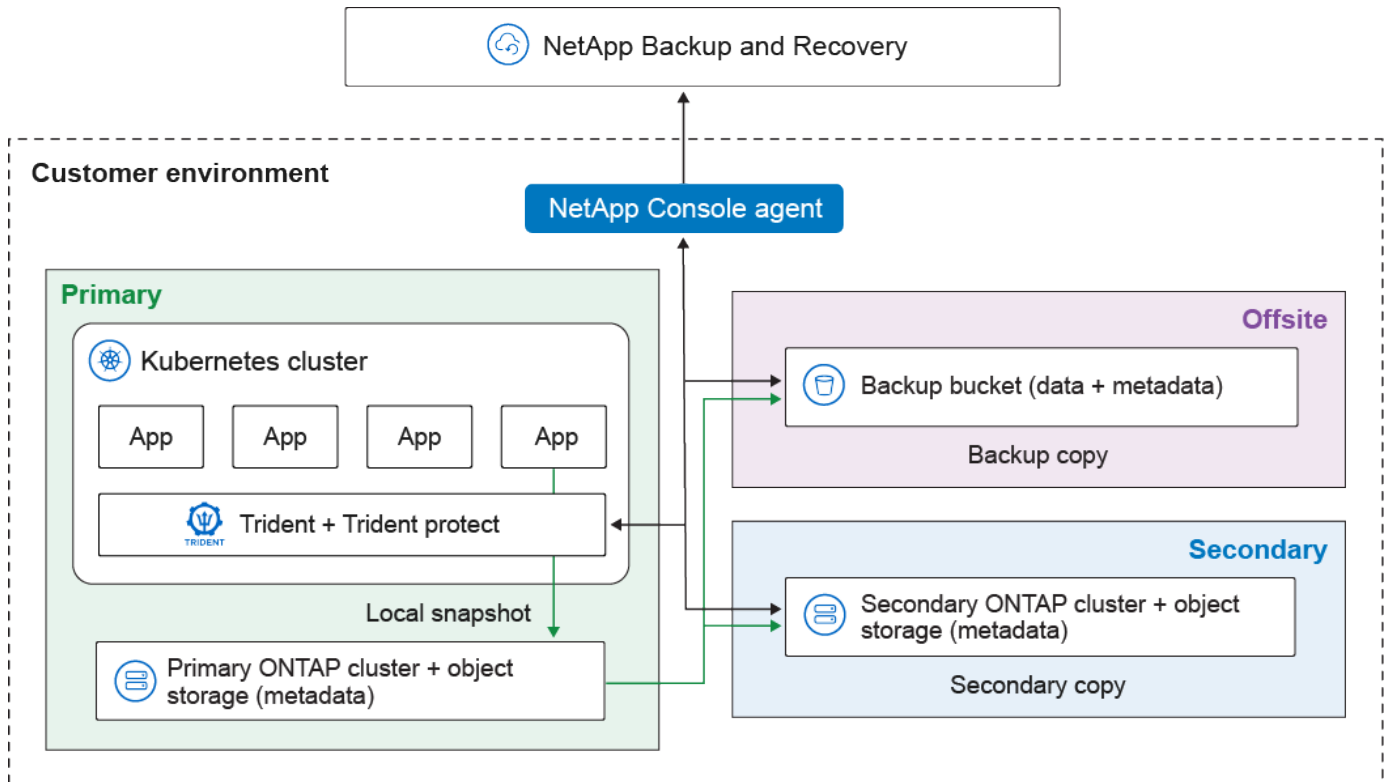 NetApp Backup and Recovery
Customer environment
NetApp Console agent
Primary
Kubernetes cluster
App
App
App
App
TRIDENT
Trident + Trident protect
Local snapshot
Primary ONTAP cluster + object
storage (metadata)
Offsite
Backup bucket (data + metadata)
Backup copy
Secondary
Secondary ONTAP cluster + object
storage (metadata)
Secondary copy